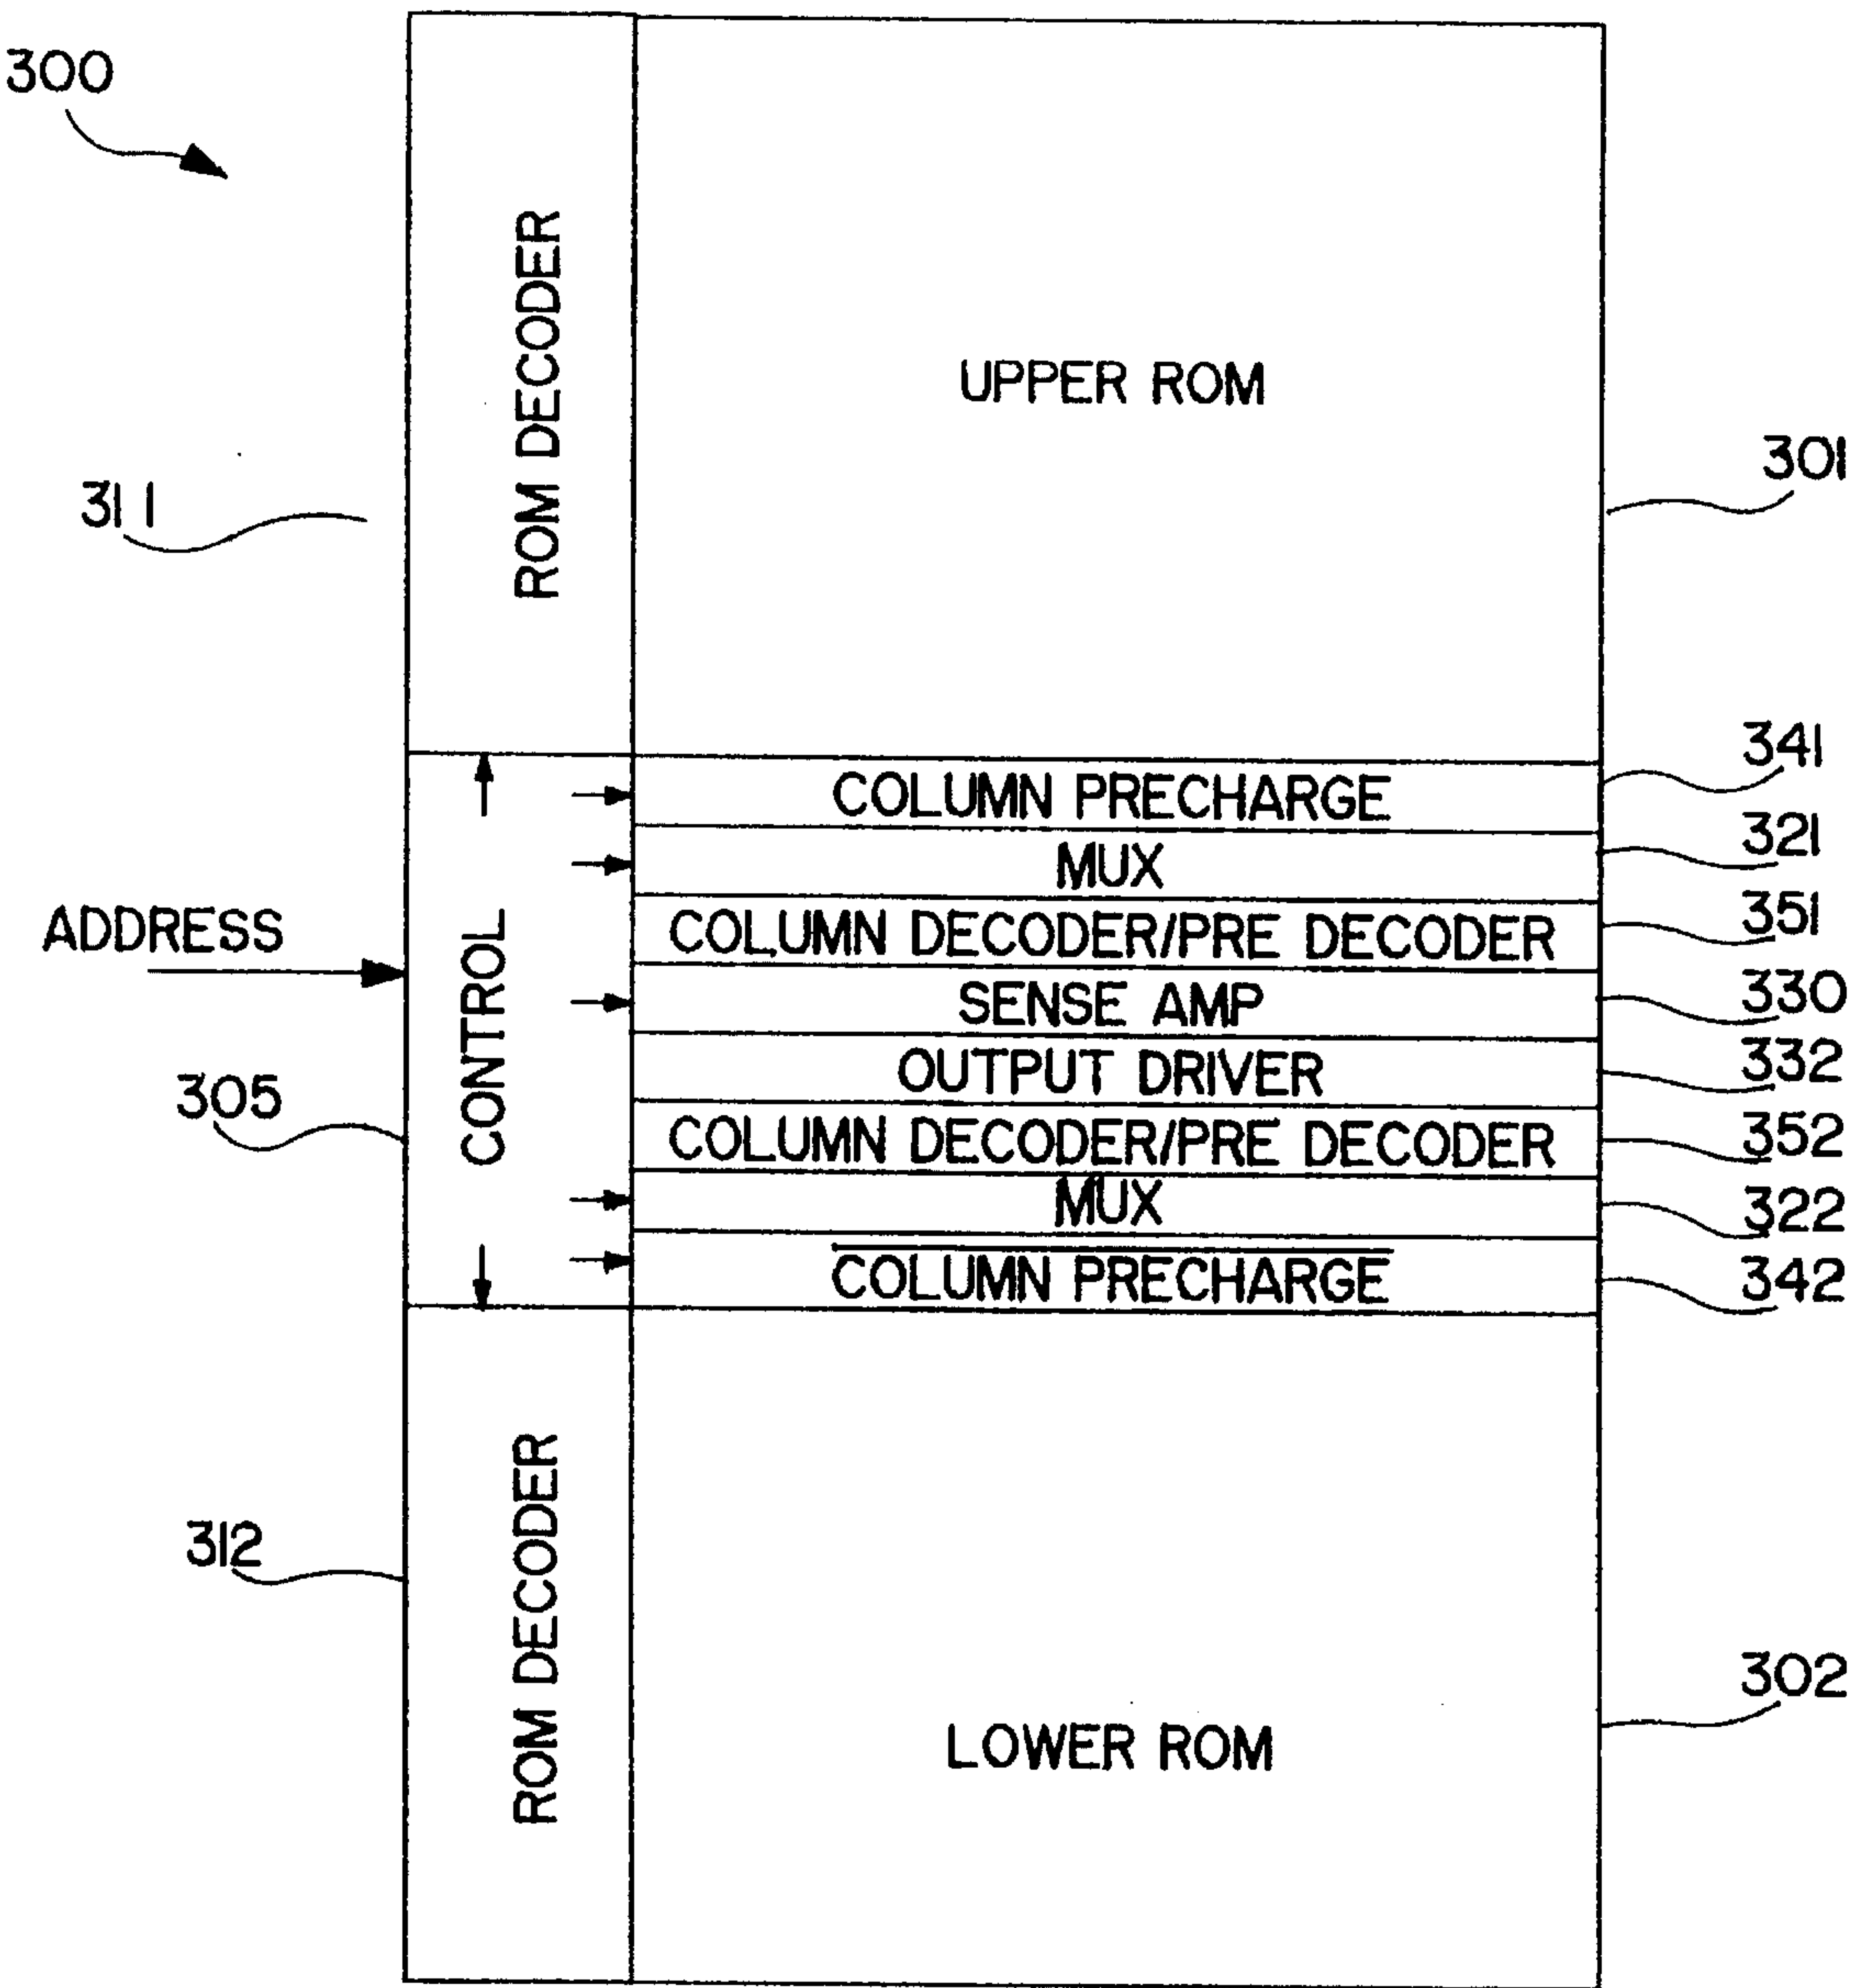 300
ROM DECODER
UPPER ROM
301
311
COLUMN PRECHARGE
341
MUX
321
COLUMN DECODER/PRE DECODER
351
ADDRESS
CONTROL
SENSE AMP
330
OUTPUT DRIVER
332
305
COLUMN DECODER/PRE DECODER
352
MUX
322
COLUMN PRECHARGE
342
312
ROM DECODER
LOWER ROM
302